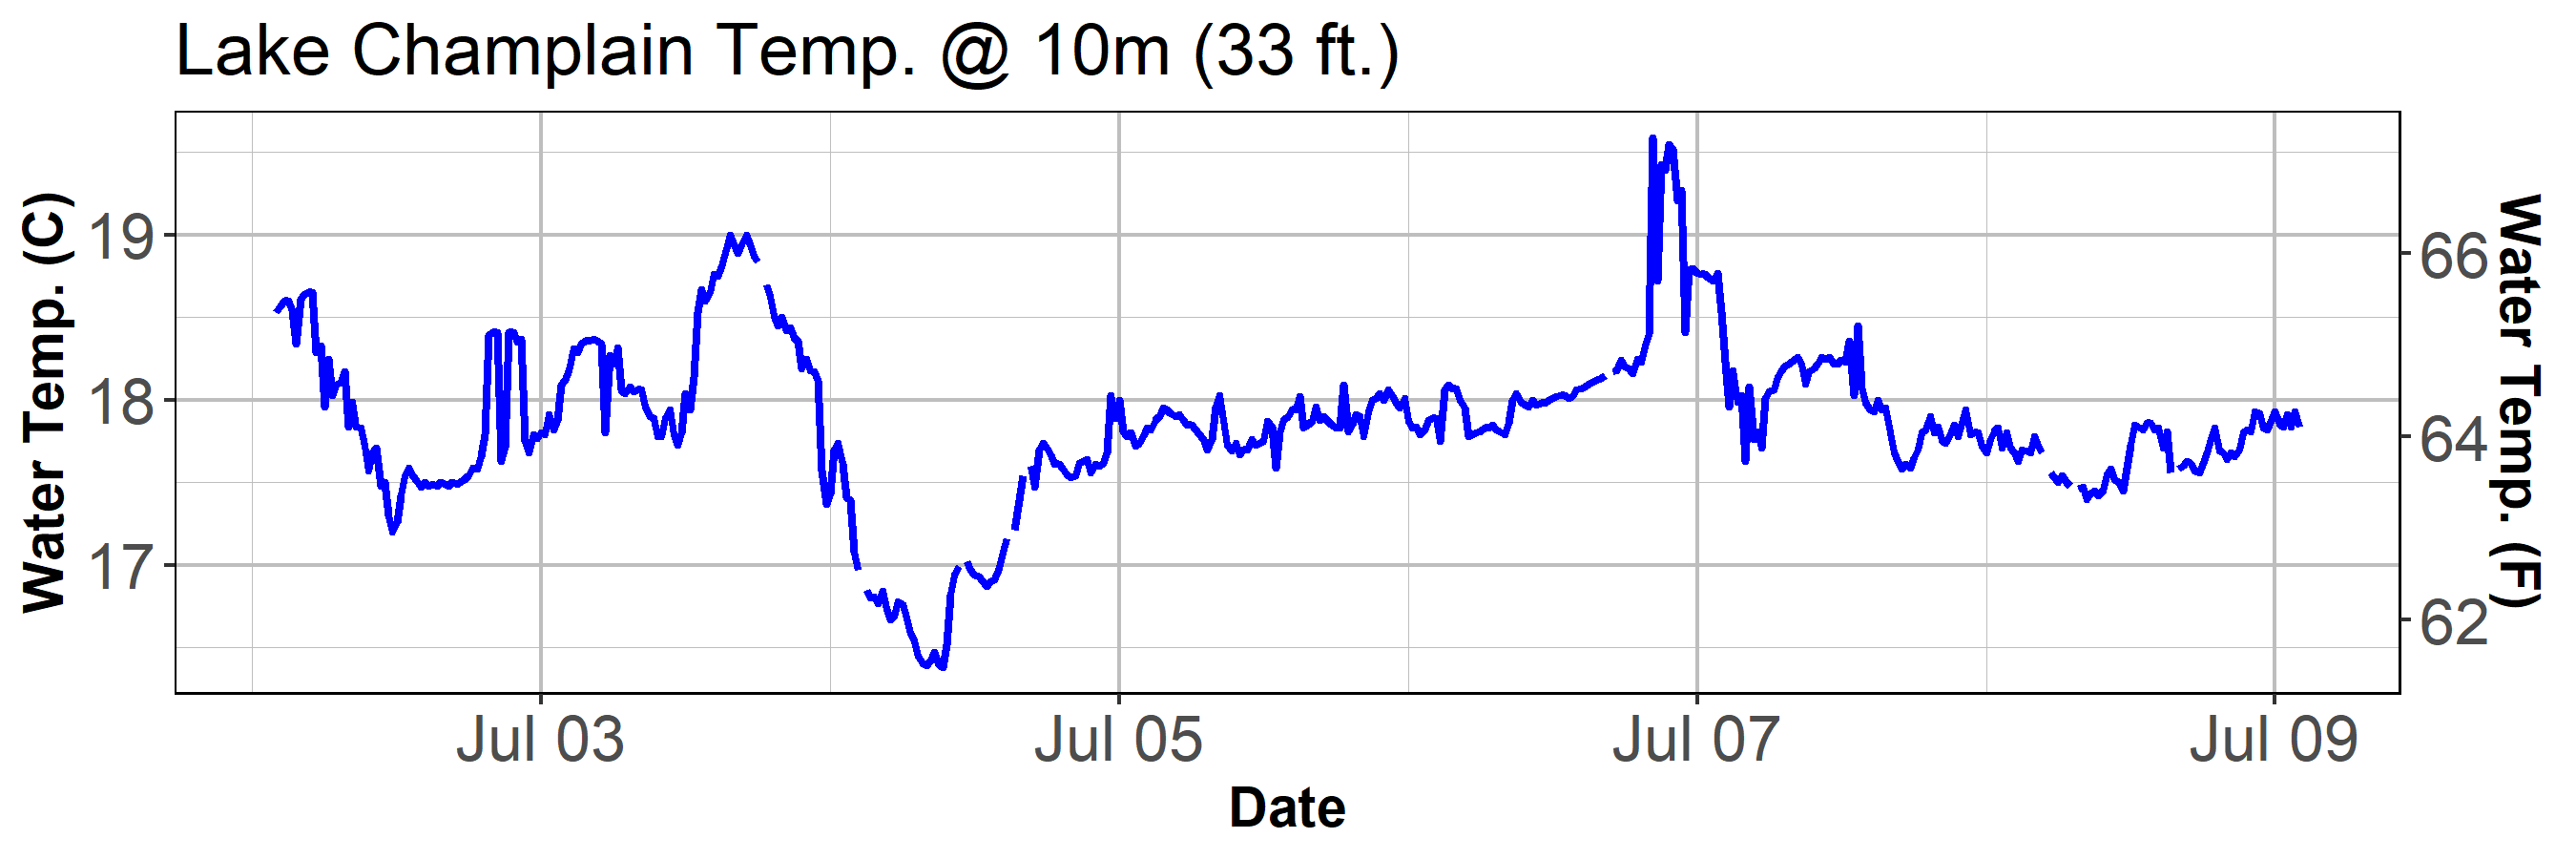 Lake Champlain Temp. @ 10m (33 ft.)
Water Temp. (C)
19
18
17
66
64
62
Water Temp. (F)
Jul 03 Jul 05 Jul 07 Jul 09
Date